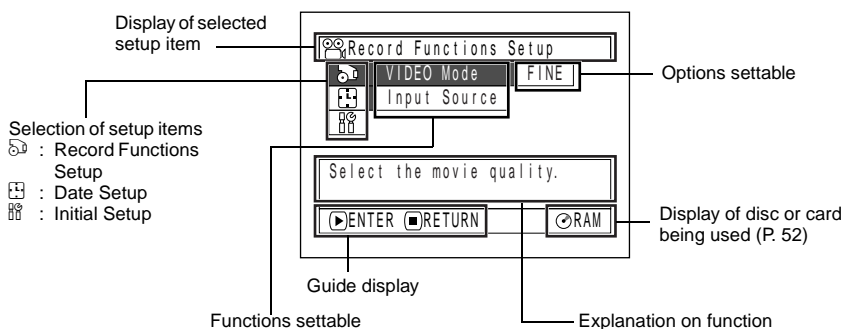 Display of selected
setup item
Record Functions Setup
VIDEO Mode FINE
Input Source
Options settable
Selection of setup items
: Record Functions
Setup
: Date Setup
: Initial Setup
Select the movie quality.
ENTER RETURN RAM
Display of disc or card
being used (P. 52)
Guide display
Functions settable
Explanation on function